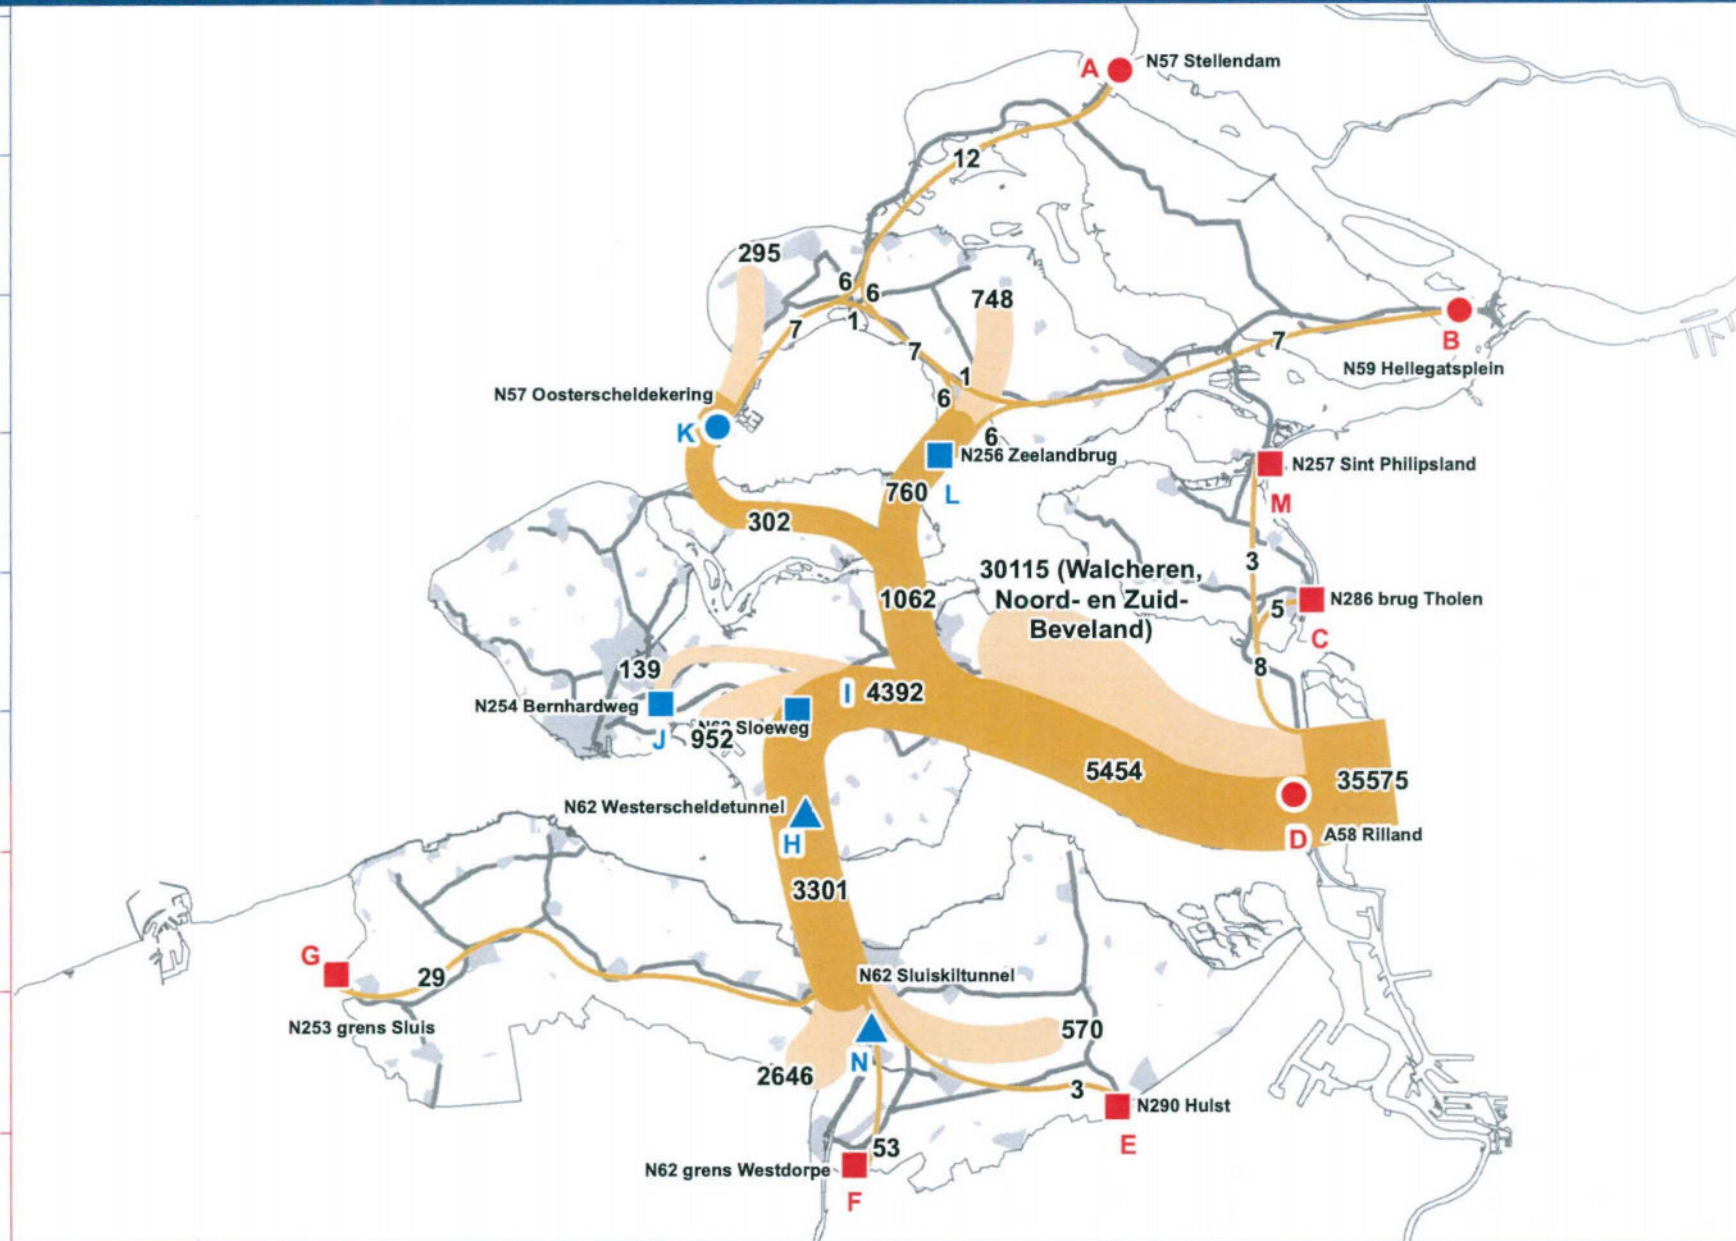 A
N57 Stellendam
12
295
6
6
748
1
7
7
7
B
N59 Hellegatsplein
1
N57 Oosterscheldekering
6
K
6
N256 Zeelandbrug
N257 Sint Philipsland
760
L
M
302
3
30115 (Walcheren,
Noord- en Zuid-
Beveland)
1062
5
N286 brug Tholen
C
139
8
I
4392
N254 Bernhardweg
N62 Sloeweg
J
952
5454
35575
N62 Westerscheldetunnel
H
D
A58 Rilland
3301
G
29
N62 Sluiskiltunnel
N253 grens Sluis
570
N
2646
3
N290 Hulst
E
53
N62 grens Westdorpe
F